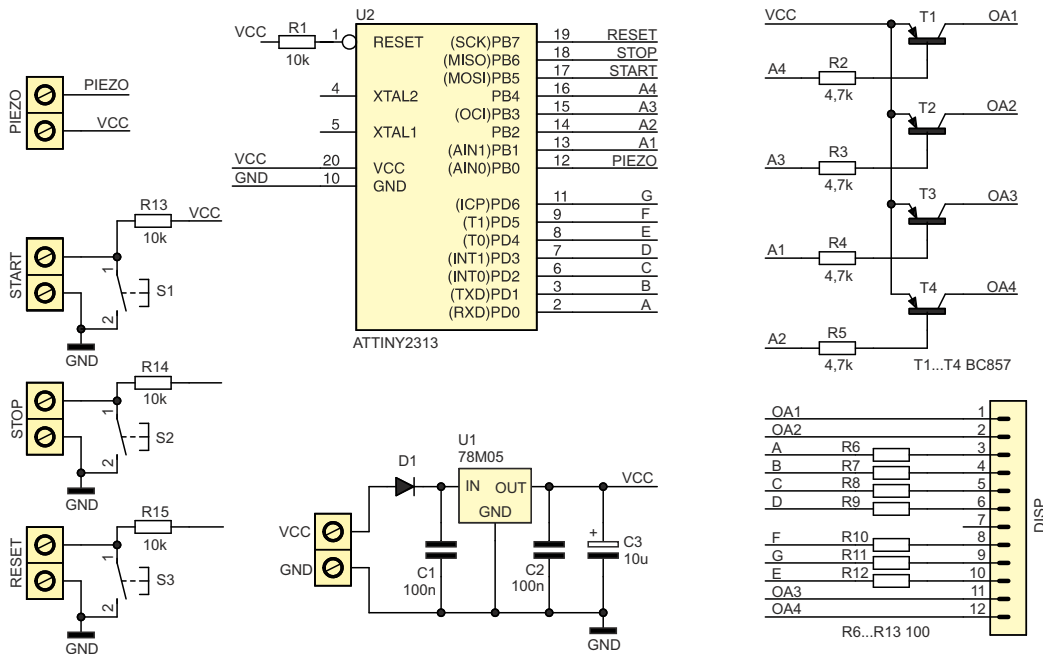 U2
VCC
R1
10k
1
RESET
4
XTAL2
5
XTAL1
VCC
20
VCC
GND
10
GND
(SCK)PB7
19
RESET
(MISO)PB6
18
STOP
(MOSI)PB5
17
START
PB4
16
A4
(OCI)PB3
15
A3
PB2
14
A2
(AIN1)PB1
13
A1
(AIN0)PB0
12
PIEZO
(ICP)PD6
11
G
(T1)PD5
9
F
(T0)PD4
8
E
(INT1)PD3
7
D
(INT0)PD2
6
C
(TXD)PD1
3
B
(RXD)PD0
2
A
ATTINY2313
PIEZO
PIEZO
VCC
START
R13
VCC
10k
1
S1
2
GND
STOP
R14
10k
1
S2
2
GND
RESET
R15
10k
1
S3
2
GND
VCC
GND
D1
U1
78M05
IN
OUT
GND
VCC
C1
100n
C2
100n
+
C3
10u
GND
VCC
T1
OA1
A4
R2
4,7k
T2
OA2
A3
R3
4,7k
T3
OA3
A1
R4
4,7k
T4
OA4
A2
R5
4,7k
T1...T4 BC857
OA1
1
OA2
2
A
R6
3
B
R7
4
C
R8
5
D
R9
6
7
F
R10
8
G
R11
9
E
R12
10
OA3
11
OA4
12
DISP
R6...R13 100